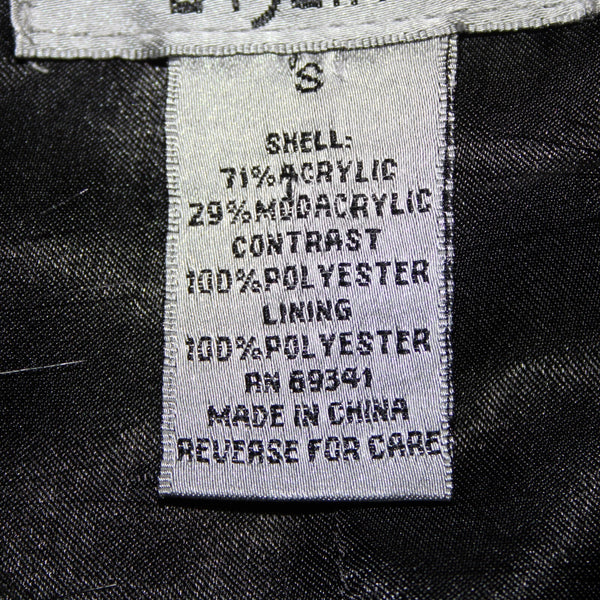 S
SHELL:
71% ACRYLIC
29% MODACRYLIC
CONTRAST
100% POLYESTER
LINING
100% POLYESTER
RN 69341
MADE IN CHINA
REVERSE FOR CARE